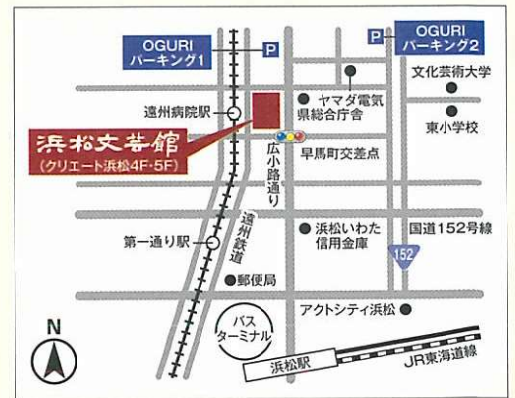 OGURI
パーキング1
P
P
OGURI
パーキング2
文化芸術大学
ヤマダ電気
県総合庁舎
遠州病院駅
東小学校
浜松文芸館
(クリエート浜松4F・5F)
広小路通り
早馬町交差点
遠州鉄道
第一通り駅
浜松いわた
信用金庫
国道152号線
152
郵便局
アクトシティ浜松
バス
ターミナル
N
浜松駅
JR東海道線